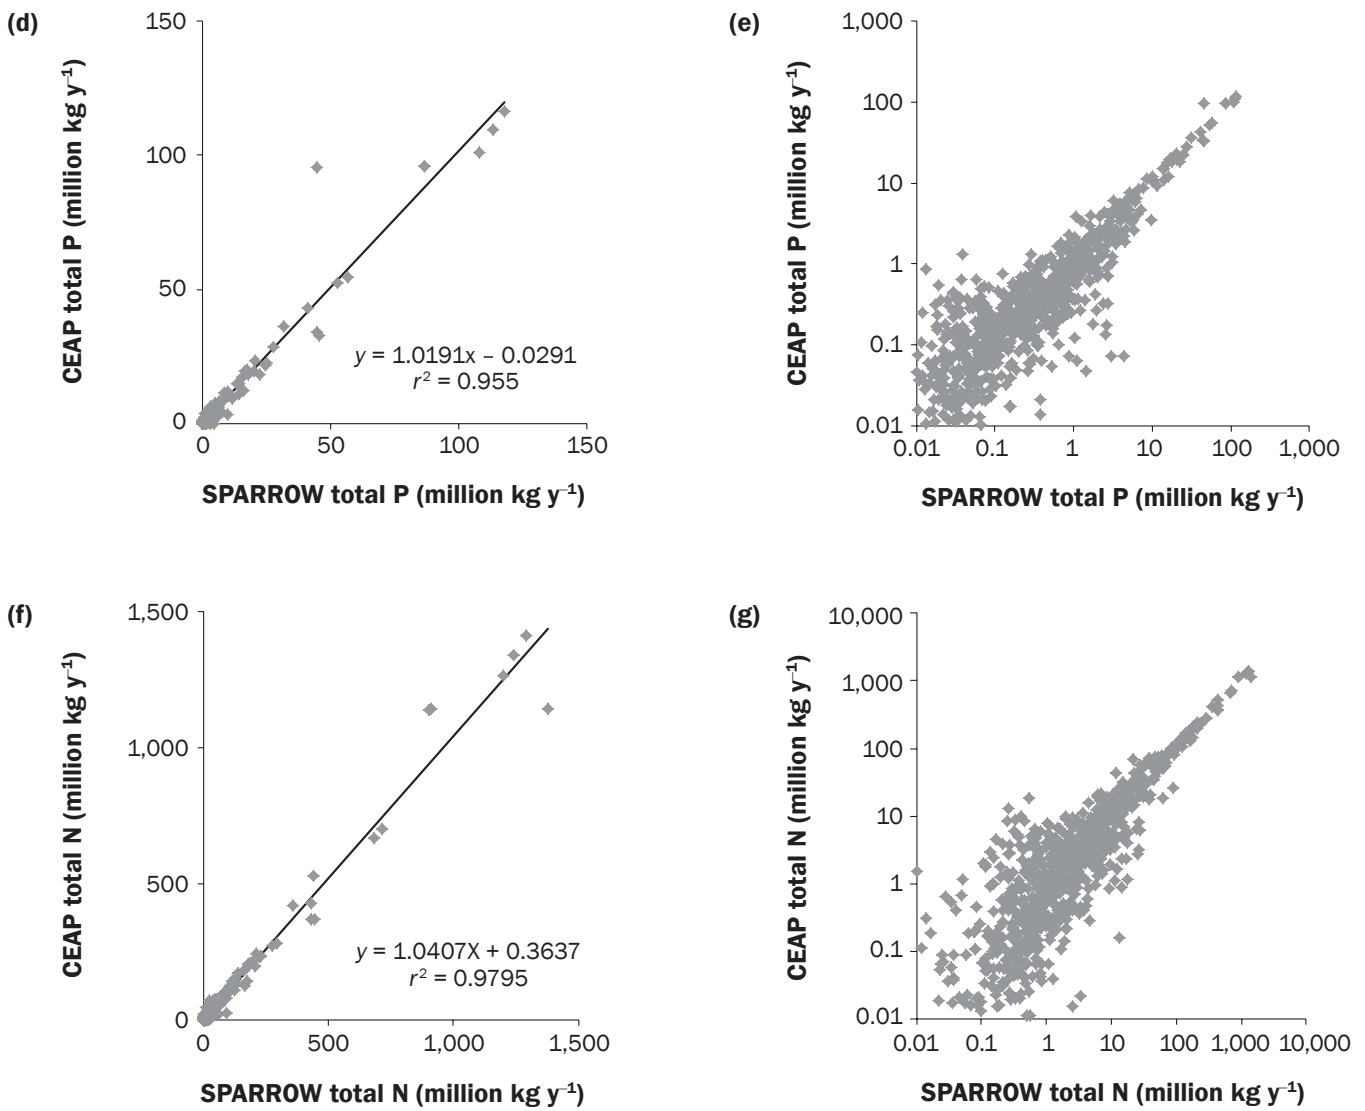 (d)
CEAP total P (million kg y⁻¹)
150
100
50
0
y = 1.0191x – 0.0291
r² = 0.955
0 50 100 150
SPARROW total P (million kg y⁻¹)
(e)
CEAP total P (million kg y⁻¹)
1,000
100
10
1
0.1
0.01
0.01 0.1 1 10 100 1,000
SPARROW total P (million kg y⁻¹)
(f)
CEAP total N (million kg y⁻¹)
1,500
1,000
500
0
y = 1.0407X + 0.3637
r² = 0.9795
0 500 1,000 1,500
SPARROW total N (million kg y⁻¹)
(g)
CEAP total N (million kg y⁻¹)
10,000
1,000
100
10
1
0.1
0.01
0.01 0.1 1 10 100 1,000 10,000
SPARROW total N (million kg y⁻¹)